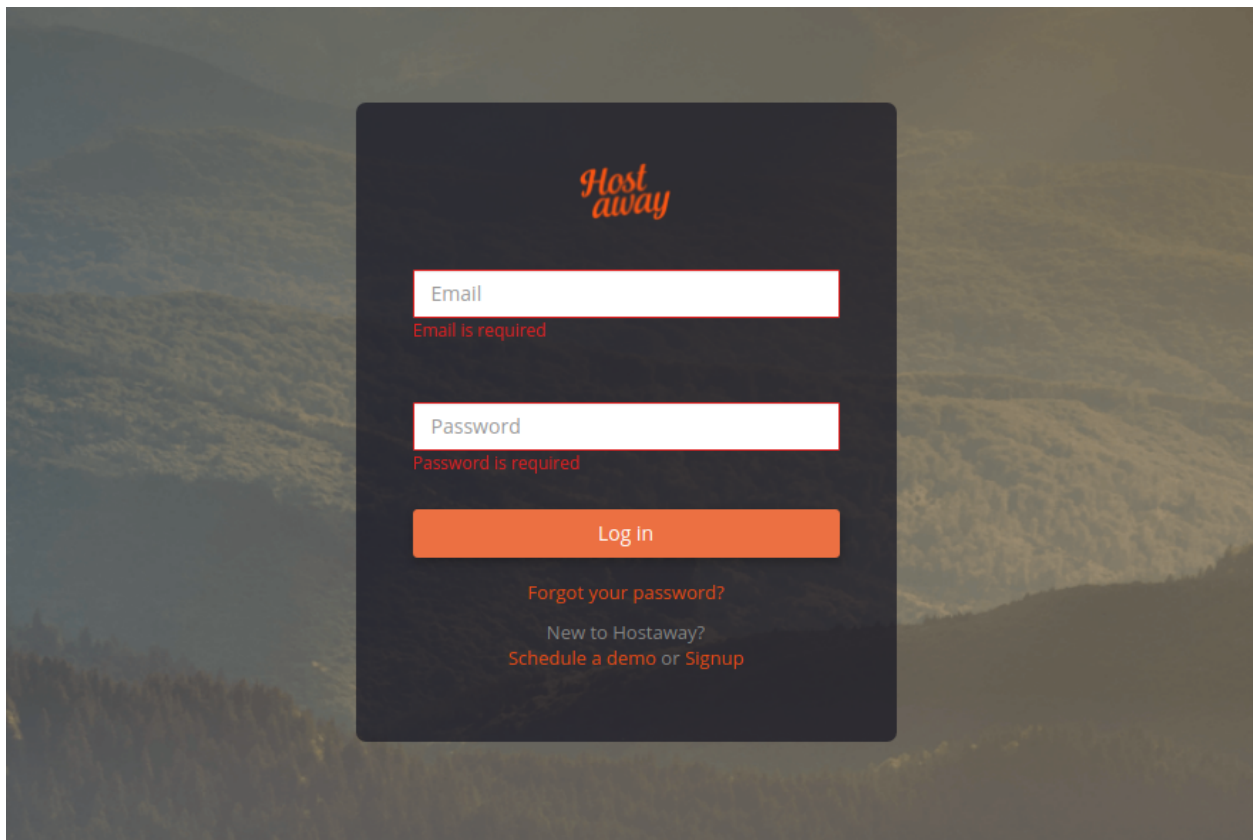 Host
away
Email
Email is required
Password
Password is required
Log in
Forgot your password?
New to Hostaway?
Schedule a demo or Signup